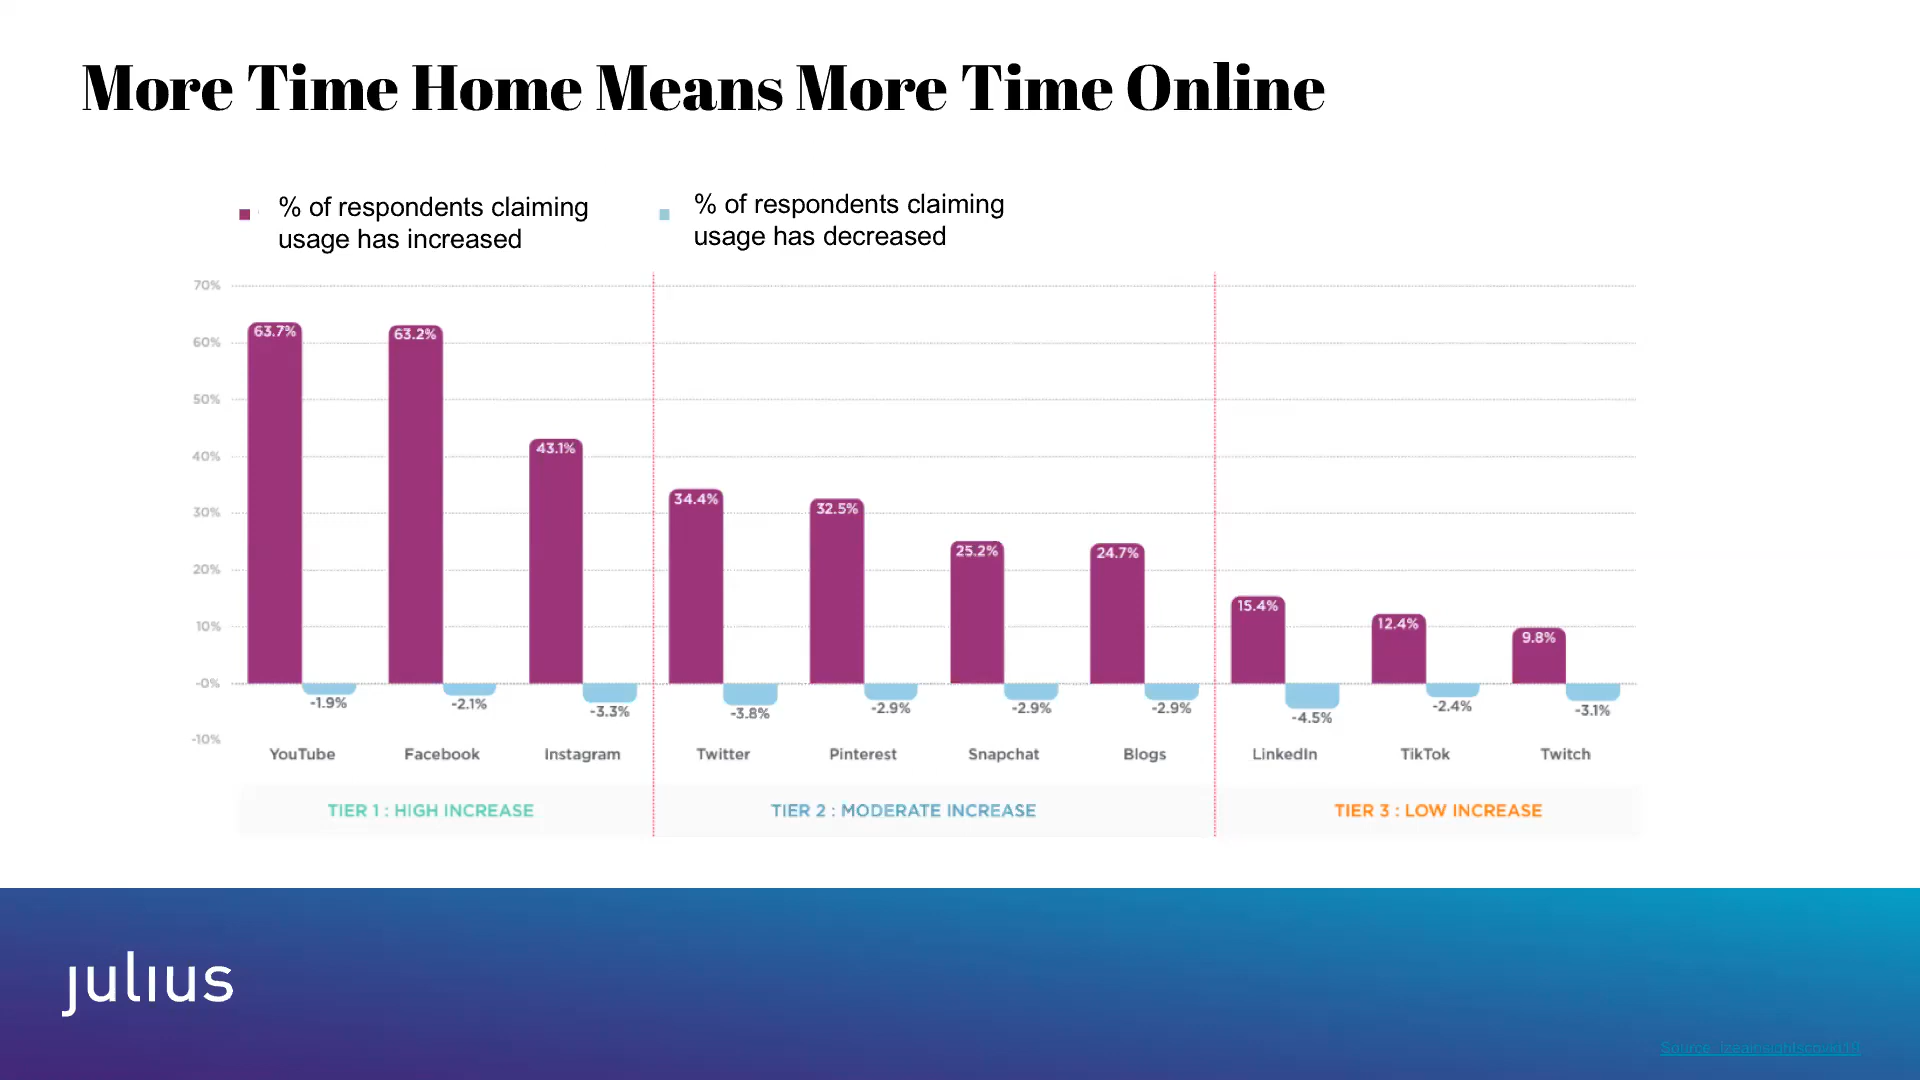 More Time Home Means More Time Online
% of respondents claiming
usage has increased
% of respondents claiming
usage has decreased
70%
60%
50%
40%
30%
20%
10%
-0%
-10%
63.7%
63.2%
43.1%
34.4%
32.5%
25.2%
24.7%
15.4%
12.4%
9.8%
-1.9%
-2.1%
-3.3%
-3.8%
-2.9%
-2.9%
-2.9%
-4.5%
-2.4%
-3.1%
YouTube
Facebook
Instagram
Twitter
Pinterest
Snapchat
Blogs
LinkedIn
TikTok
Twitch
TIER 1 : HIGH INCREASE
TIER 2 : MODERATE INCREASE
TIER 3 : LOW INCREASE
julius